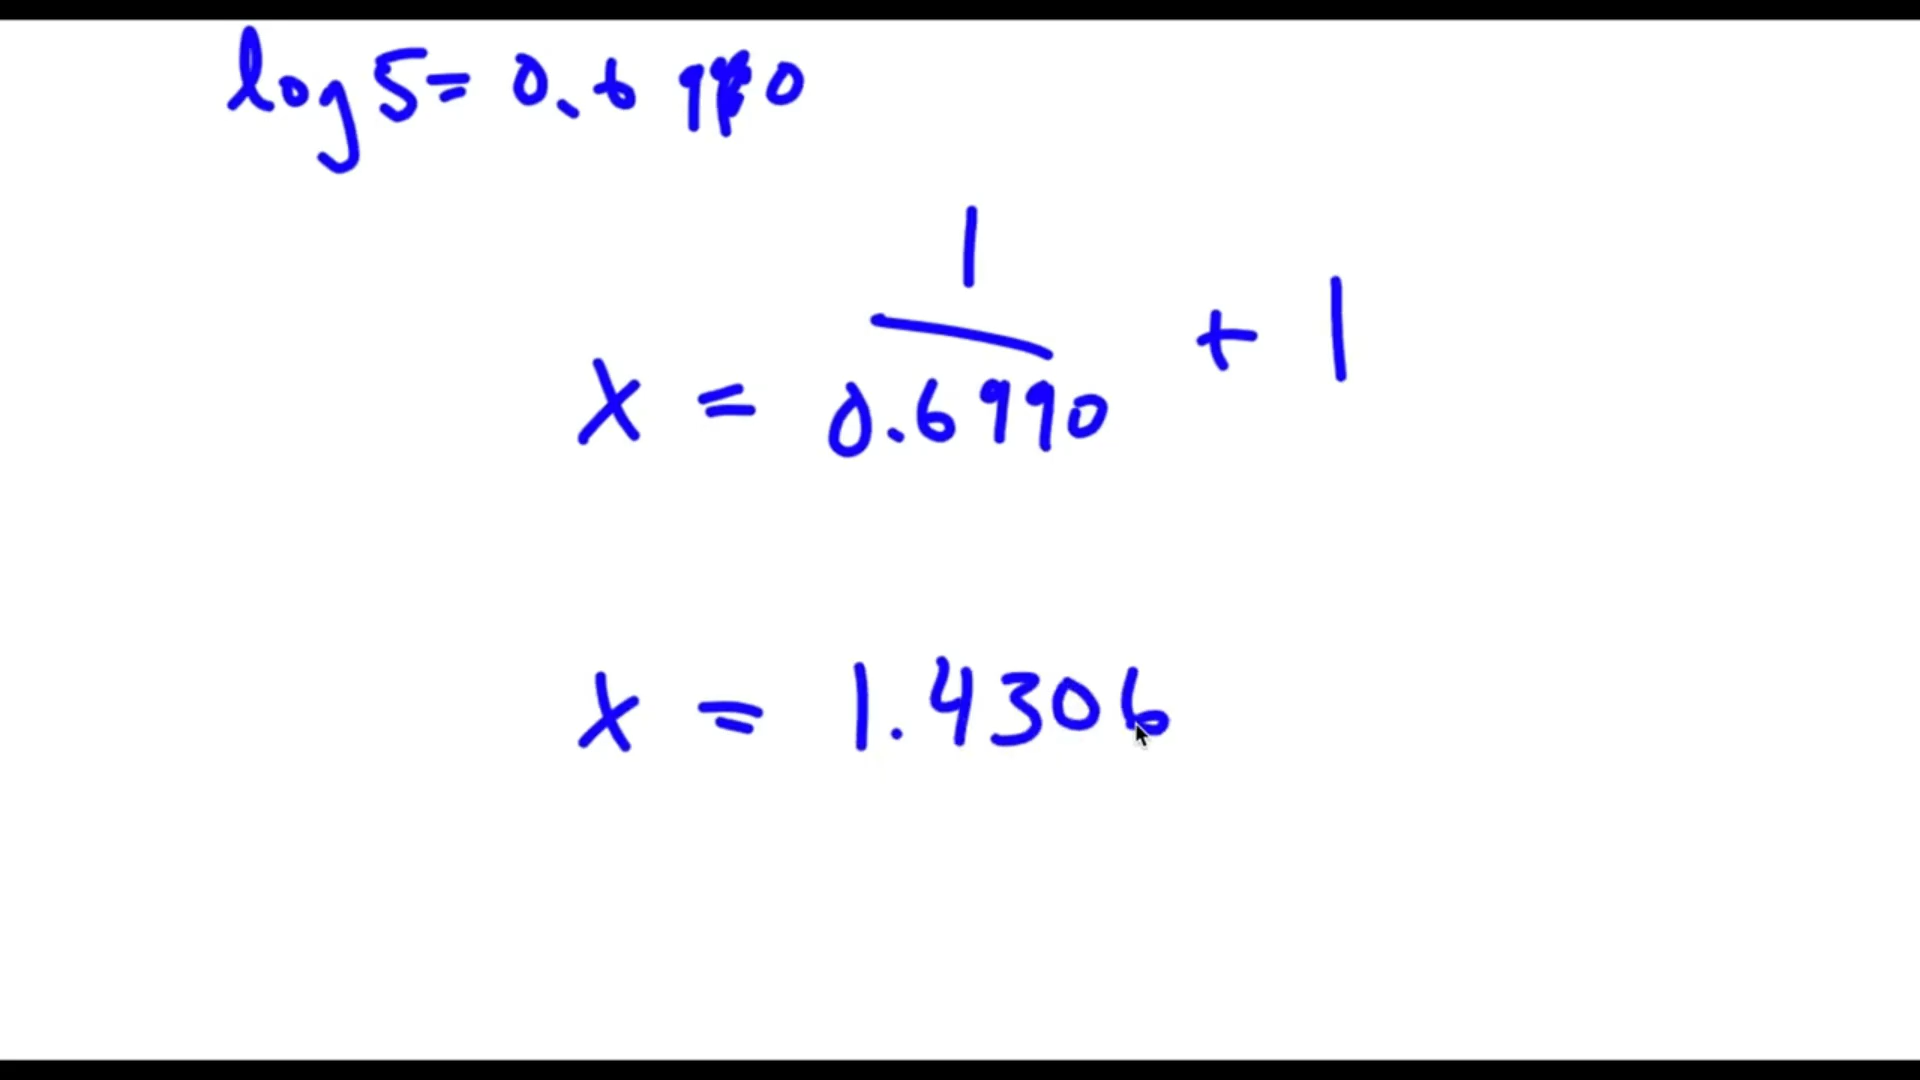 log 5 = 0.6990
x = 1/0.6990 + 1
x = 1.4306